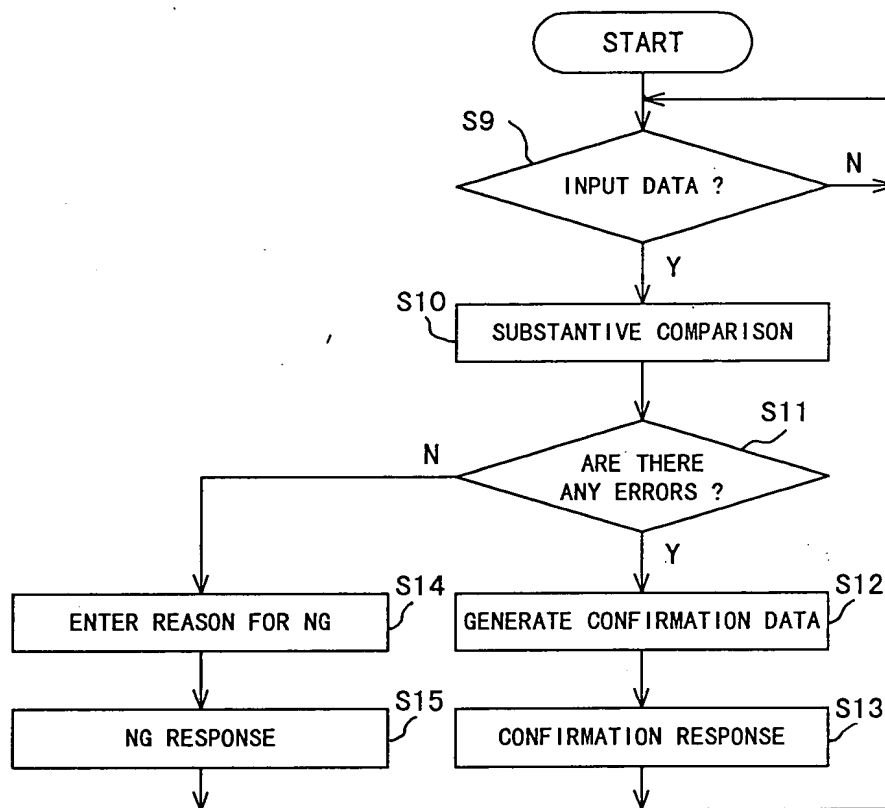 START
S9
INPUT DATA ?
N
Y
S10
SUBSTANTIVE COMPARISON
S11
N
ARE THERE
ANY ERRORS ?
Y
S14
ENTER REASON FOR NG
S12
GENERATE CONFIRMATION DATA
S15
NG RESPONSE
S13
CONFIRMATION RESPONSE